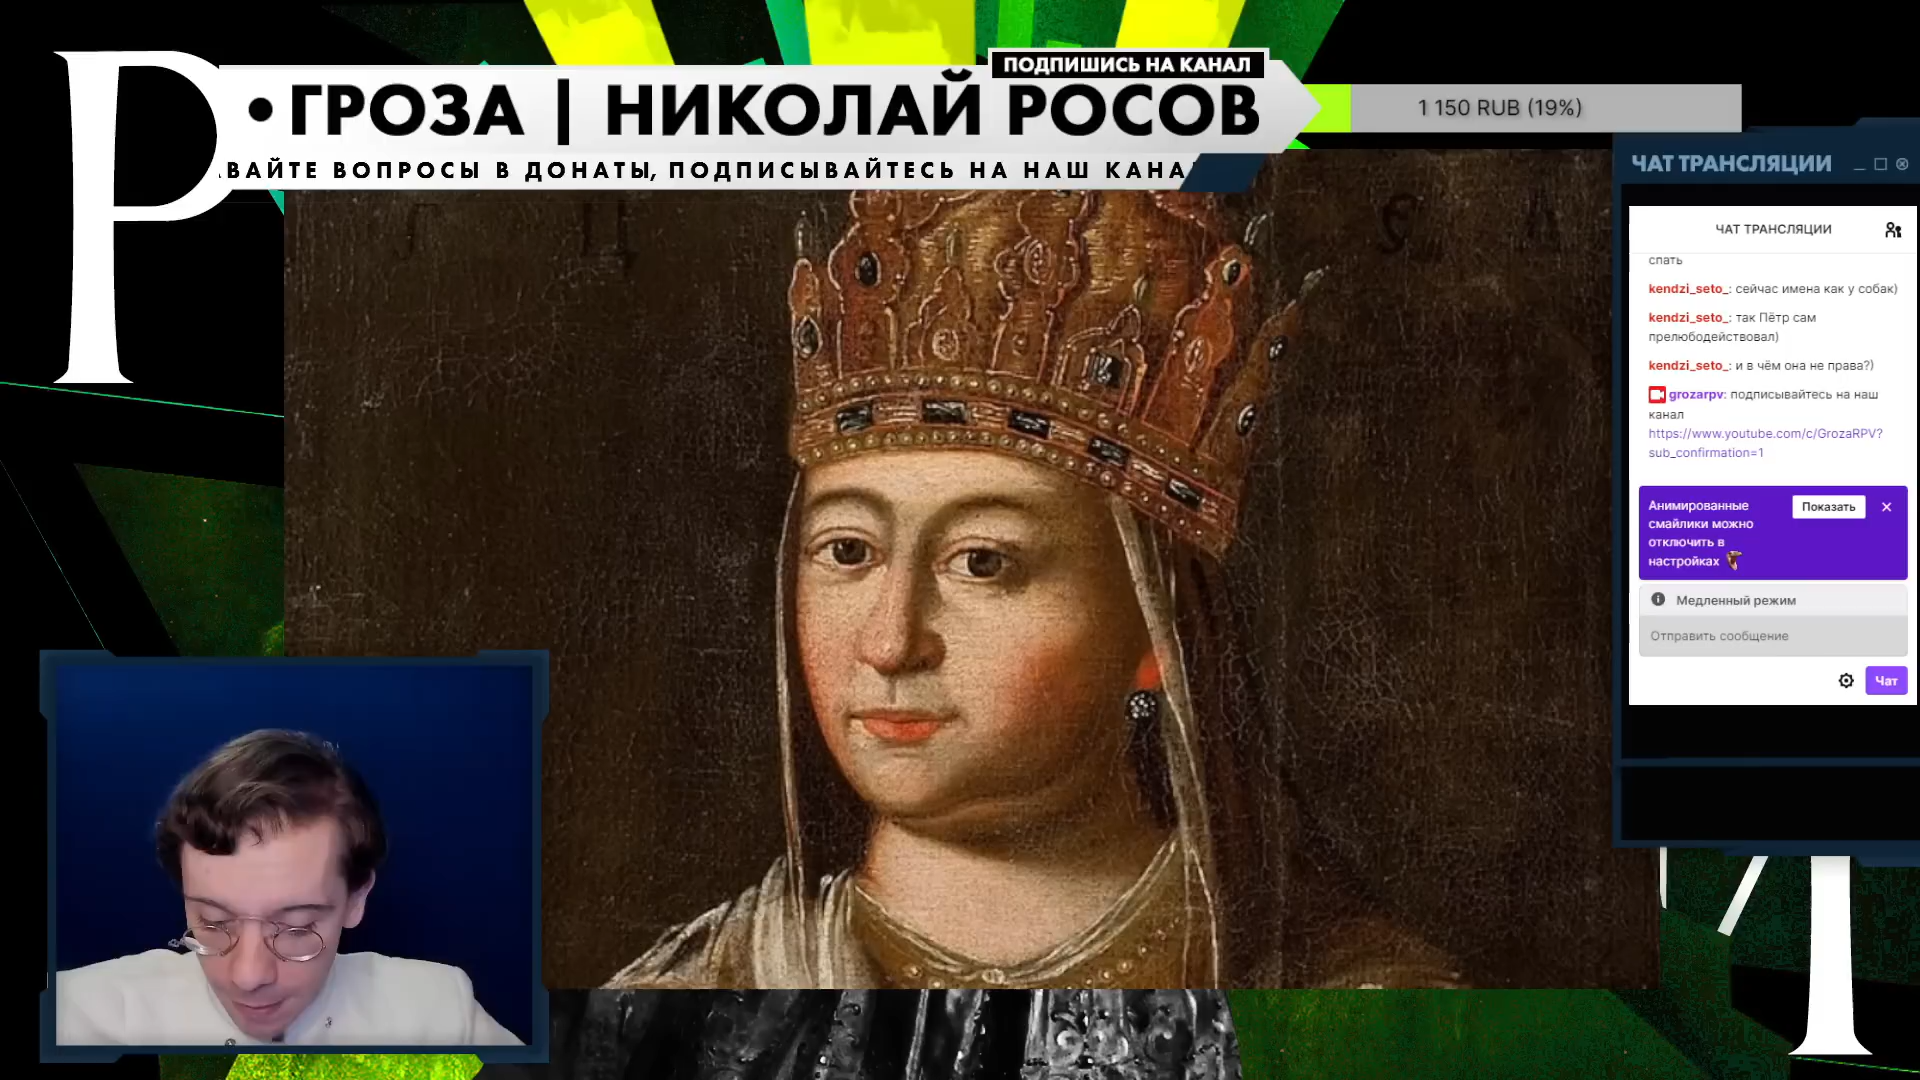 Р
ПОДПИШИСЬ НА КАНАЛ
• ГРОЗА | НИКОЛАЙ РОСОВ
ВАЙТЕ ВОПРОСЫ В ДОНАТЫ, ПОДПИСЫВАЙТЕСЬ НА НАШ КАНА
1 150 RUB (19%)
ЧАТ ТРАНСЛЯЦИИ
ЧАТ ТРАНСЛЯЦИИ
спать
kendzi_seto_: сейчас имена как у собак)
kendzi_seto_: так Пётр сам
прелюбодействовал)
kendzi_seto_: и в чём она не права?)
grozarpv: подписывайтесь на наш
канал
https://www.youtube.com/c/GrozaRPV?
sub_confirmation=1
Анимированные
смайлики можно
отключить в
настройках
Показать
Медленный режим
Отправить сообщение
Чат